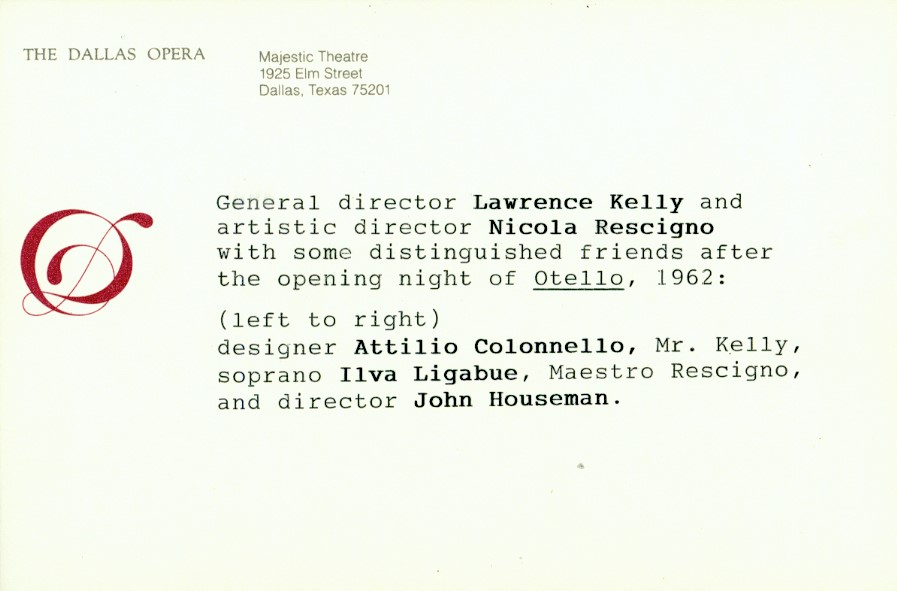 THE DALLAS OPERA
Majestic Theatre
1925 Elm Street
Dallas, Texas 75201
General director Lawrence Kelly and
artistic director Nicola Rescigno
with some distinguished friends after
the opening night of Otello, 1962:
(left to right)
designer Attilio Colonnello, Mr. Kelly,
soprano Ilva Ligabue, Maestro Rescigno,
and director John Houseman.